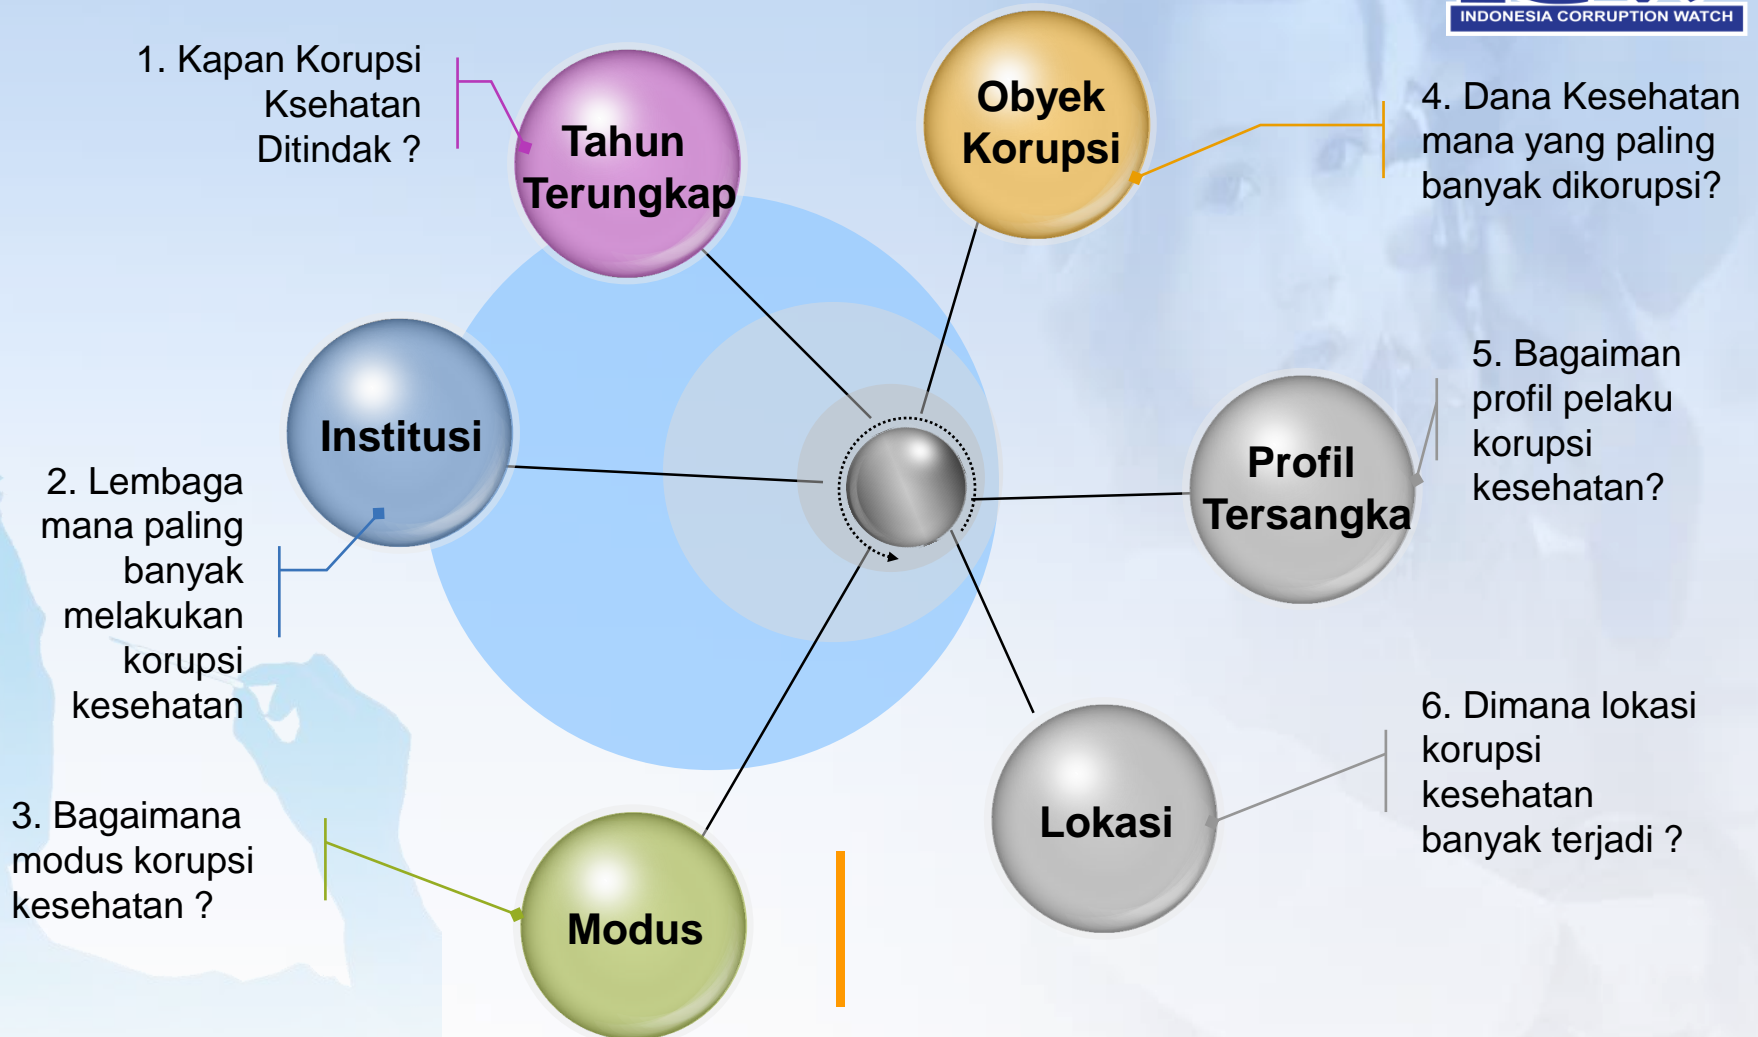 INDONESIA CORRUPTION WATCH
1. Kapan Korupsi
Ksehatan
Ditindak ?
Tahun
Terungkap
Institusi
2. Lembaga
mana paling
banyak
melakukan
korupsi
kesehatan
3. Bagaimana
modus korupsi
kesehatan ?
Modus
Obyek
Korupsi
4. Dana Kesehatan
mana yang paling
banyak dikorupsi?
Profil
Tersangka
5. Bagaiman
profil pelaku
korupsi
kesehatan?
Lokasi
6. Dimana lokasi
korupsi
kesehatan
banyak terjadi ?